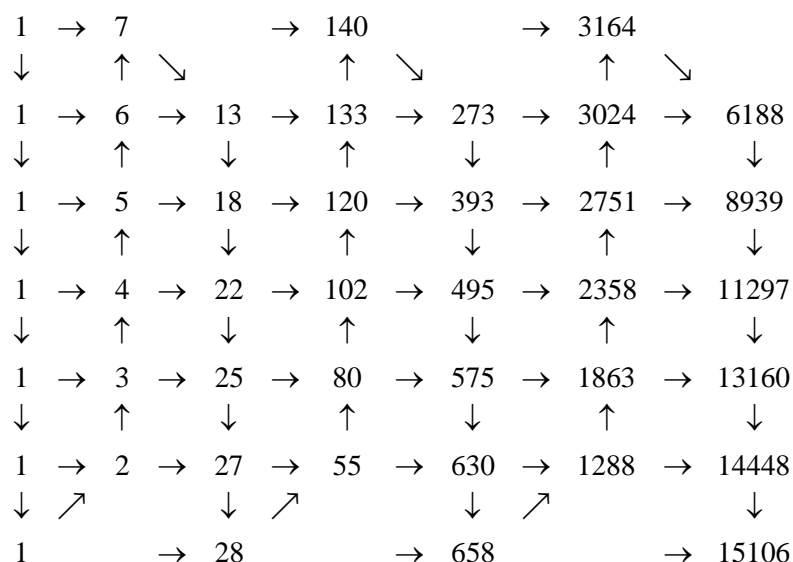 1 → 7 → 140 → 3164
↓ ↑ ↘ ↑ ↘ ↑ ↘
1 → 6 → 13 → 133 → 273 → 3024 → 6188
↓ ↑ ↓ ↑ ↓ ↑ ↓
1 → 5 → 18 → 120 → 393 → 2751 → 8939
↓ ↑ ↓ ↑ ↓ ↑ ↓
1 → 4 → 22 → 102 → 495 → 2358 → 11297
↓ ↑ ↓ ↑ ↓ ↑ ↓
1 → 3 → 25 → 80 → 575 → 1863 → 13160
↓ ↑ ↓ ↑ ↓ ↑ ↓
1 → 2 → 27 → 55 → 630 → 1288 → 14448
↓ ↗ ↓ ↗ ↓ ↗ ↓
1 → 28 → 658 → 15106